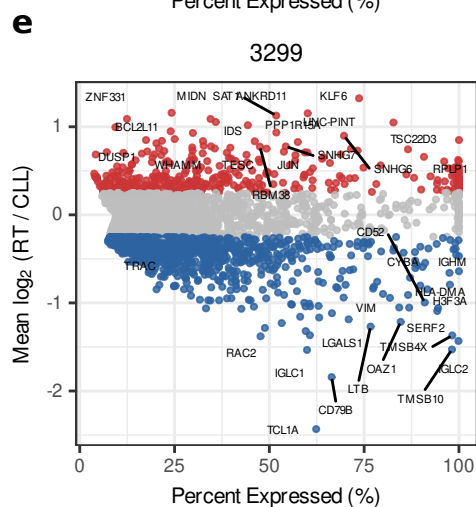 Percent Expressed (%)
e
3299
ZNF331
MIDN
SAT1
ANKRD11
KLF6
BCL2L11
IDS
PPP1R15A
UNC-PINT
TSC22D3
DUSP1
WHAMM
TESC
JUN
SNHG7
SNHG6
RPLP1
RBM38
CD52
TRAC
CYBA
IGHM
HLA-DMA
H3F3A
VIM
SERF2
RAC2
LGALS1
TMSB4X
OAZ1
IGLC1
LTB
IGLC2
TMSB10
CD79B
TCL1A
1
0
-1
-2
0
25
50
75
100
Mean log2 (RT / CLL)
Percent Expressed (%)